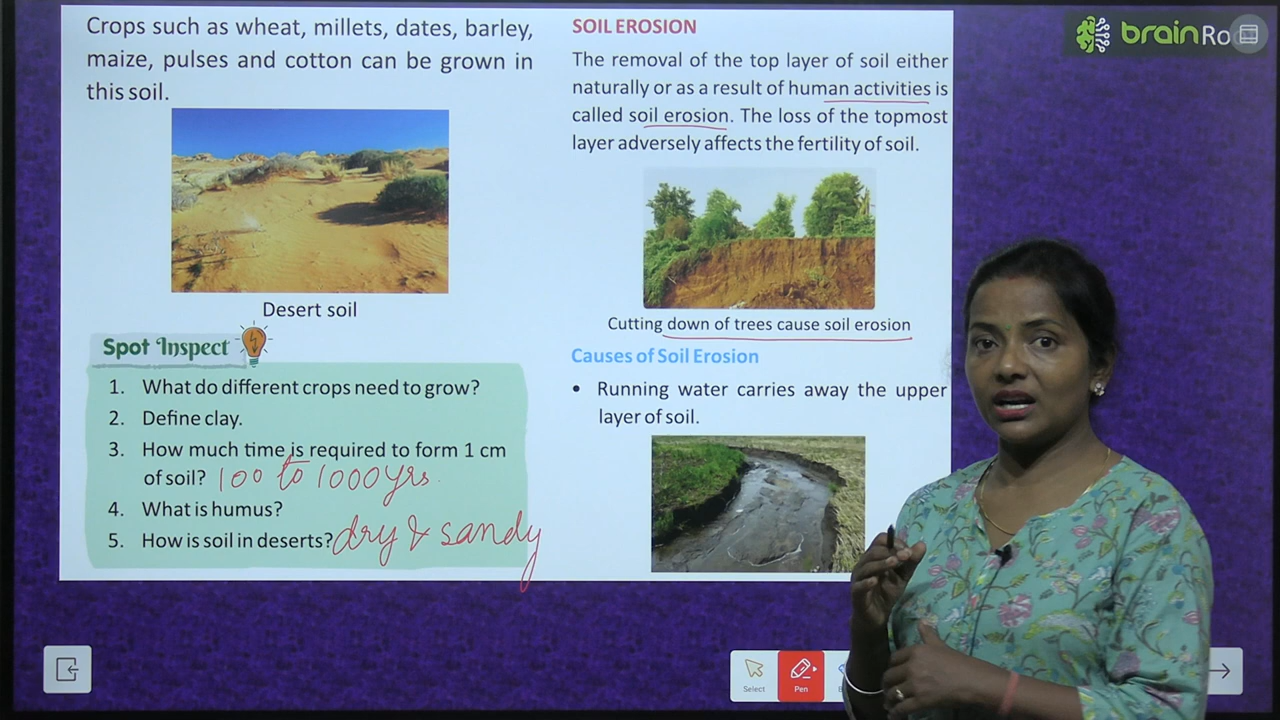 Crops such as wheat, millets, dates, barley,
maize, pulses and cotton can be grown in
this soil.
Desert soil
Spot Inspect
1. What do different crops need to grow?
2. Define clay.
3. How much time is required to form 1 cm
of soil? 100 to 1000 yrs.
4. What is humus?
5. How is soil in deserts? dry & sandy
SOIL EROSION
The removal of the top layer of soil either
naturally or as a result of human activities is
called soil erosion. The loss of the topmost
layer adversely affects the fertility of soil.
Cutting down of trees cause soil erosion
Causes of Soil Erosion
• Running water carries away the upper
layer of soil.
brain Ro
Select
Pen